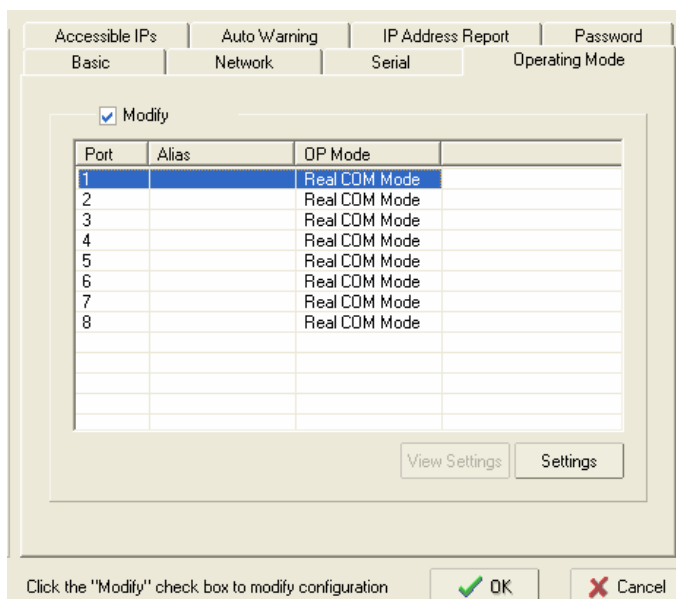 Accessible IPs Auto Warning IP Address Report Password
Basic Network Serial Operating Mode
Modify
Port Alias OP Mode
1 Real COM Mode
2 Real COM Mode
3 Real COM Mode
4 Real COM Mode
5 Real COM Mode
6 Real COM Mode
7 Real COM Mode
8 Real COM Mode
View Settings Settings
Click the "Modify" check box to modify configuration OK Cancel